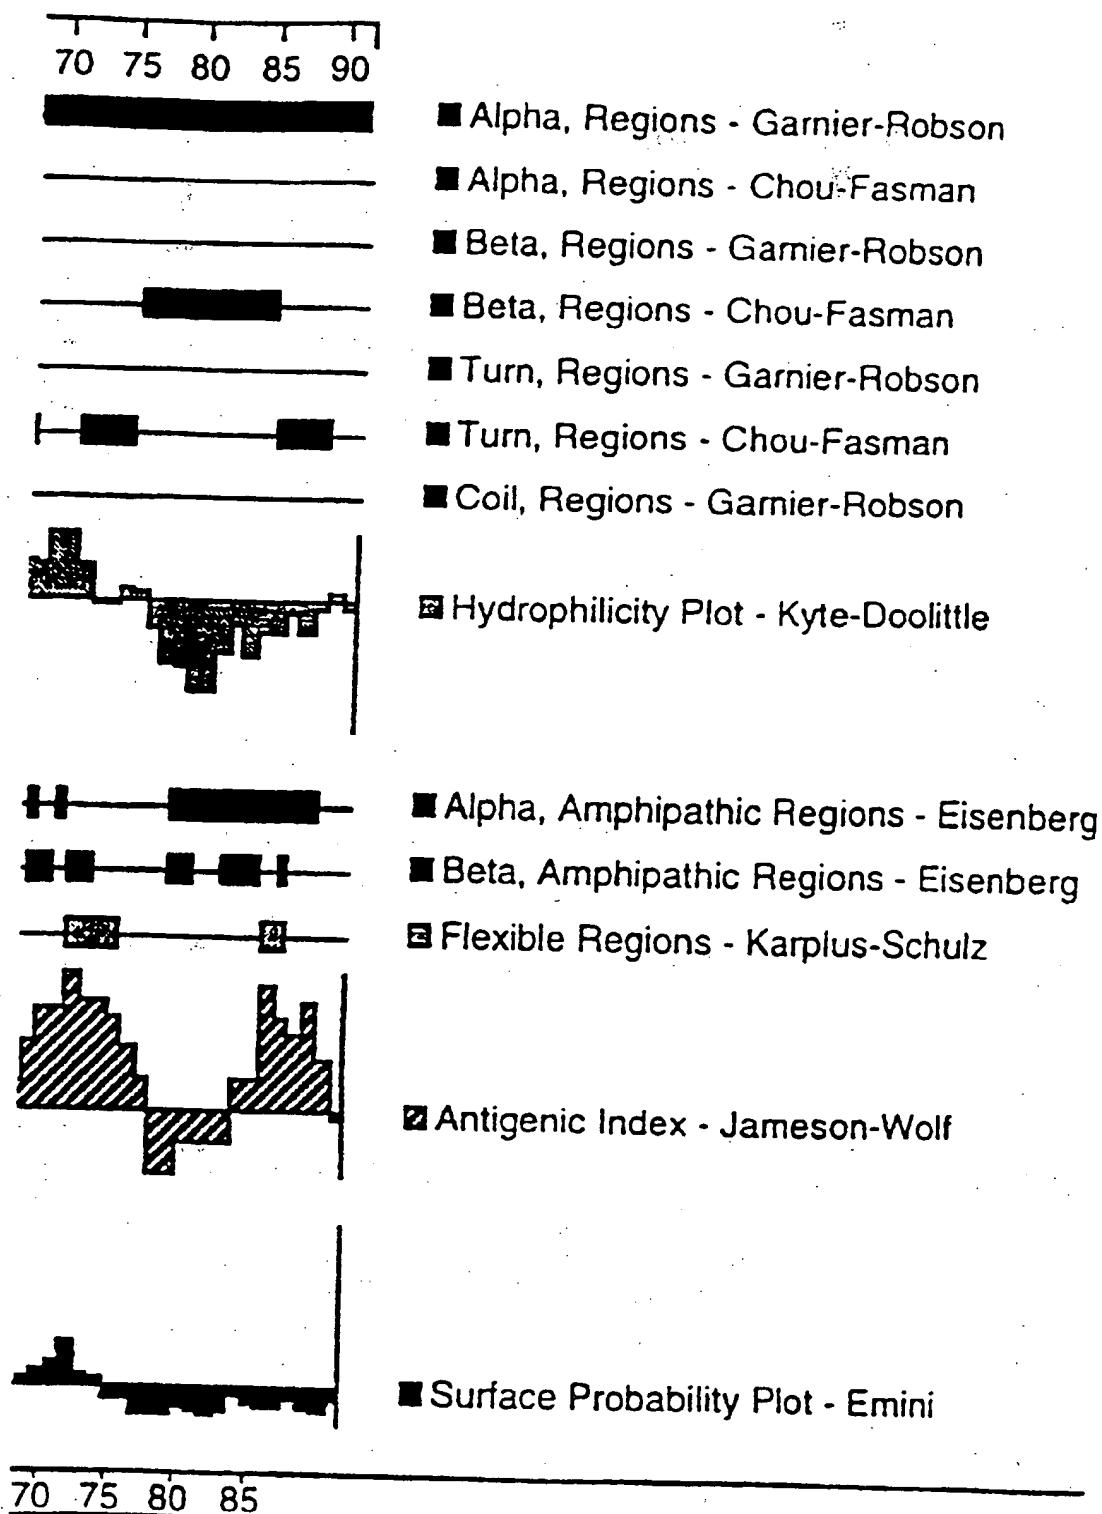 70 75 80 85 90
Alpha, Regions - Garnier-Robson
Alpha, Regions - Chou-Fasman
Beta, Regions - Garnier-Robson
Beta, Regions - Chou-Fasman
Turn, Regions - Garnier-Robson
Turn, Regions - Chou-Fasman
Coil, Regions - Garnier-Robson
Hydrophilicity Plot - Kyte-Doolittle
Alpha, Amphipathic Regions - Eisenberg
Beta, Amphipathic Regions - Eisenberg
Flexible Regions - Karplus-Schulz
Antigenic Index - Jameson-Wolf
Surface Probability Plot - Emini
70 75 80 85